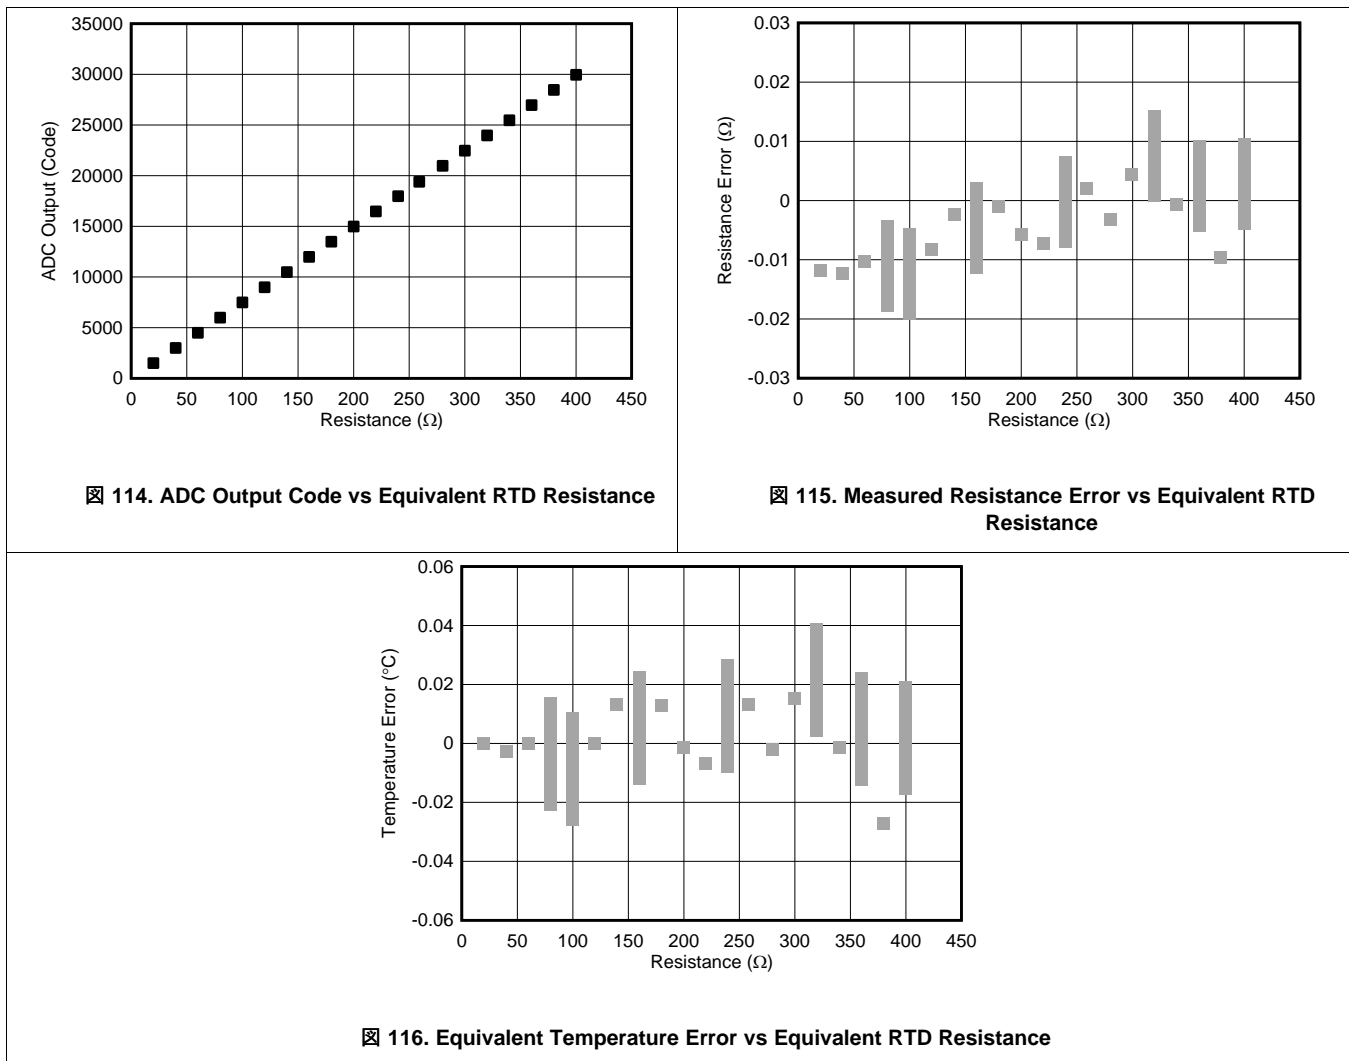 35000
30000
25000
20000
15000
10000
5000
0
ADC Output (Code)
0 50 100 150 200 250 300 350 400 450
Resistance (Ω)
図 114. ADC Output Code vs Equivalent RTD Resistance
0.03
0.02
0.01
0
-0.01
-0.02
-0.03
Resistance Error (Ω)
0 50 100 150 200 250 300 350 400 450
Resistance (Ω)
図 115. Measured Resistance Error vs Equivalent RTD
Resistance
0.06
0.04
0.02
0
-0.02
-0.04
-0.06
Temperature Error (°C)
0 50 100 150 200 250 300 350 400 450
Resistance (Ω)
図 116. Equivalent Temperature Error vs Equivalent RTD Resistance